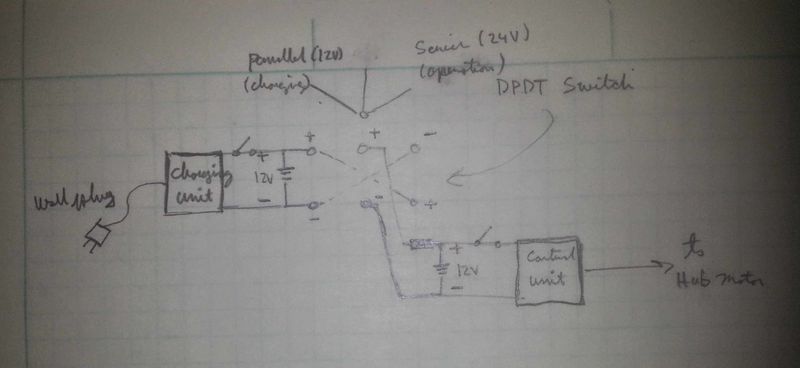 Parallel (12V)
(charging)
Series (24V)
(operation)
DPDT Switch
+ + -
charging
unit
+
12V
-
wall plug
- - +
+
12V
-
Control
unit
to
Hub motor